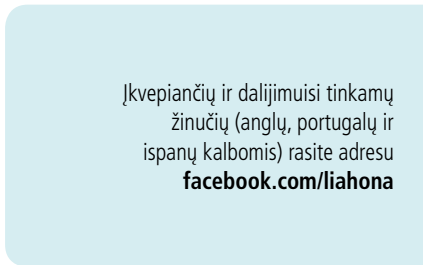 Įkvepiančių ir dalijimuisi tinkamų
žinučių (anglų, portugalų ir
ispanų kalbomis) rasite adresu
facebook.com/liahona